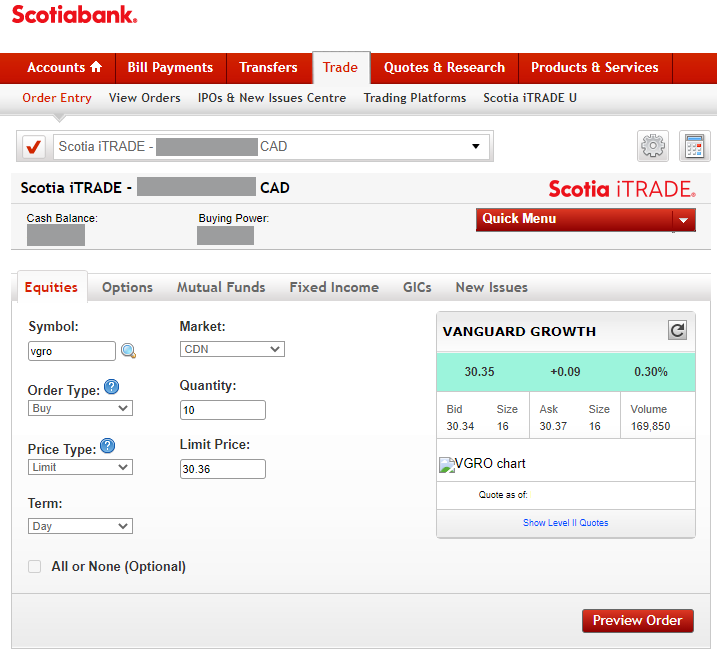 Scotiabank.
Accounts Bill Payments Transfers Trade Quotes & Research Products & Services
Order Entry View Orders IPOs & New Issues Centre Trading Platforms Scotia iTRADE U
Scotia iTRADE - CAD
Scotia iTRADE - CAD
Scotia iTRADE®
Cash Balance:
Buying Power:
Quick Menu
Equities Options Mutual Funds Fixed Income GICs New Issues
Symbol:
vgro
Market:
CDN
Order Type: ?
Buy
Quantity:
10
Price Type: ?
Limit
Limit Price:
30.36
Term:
Day
All or None (Optional)
VANGUARD GROWTH
30.35 +0.09 0.30%
Bid Size Ask Size Volume
30.34 16 30.37 16 169,850
VGRO chart
Quote as of:
Show Level II Quotes
Preview Order